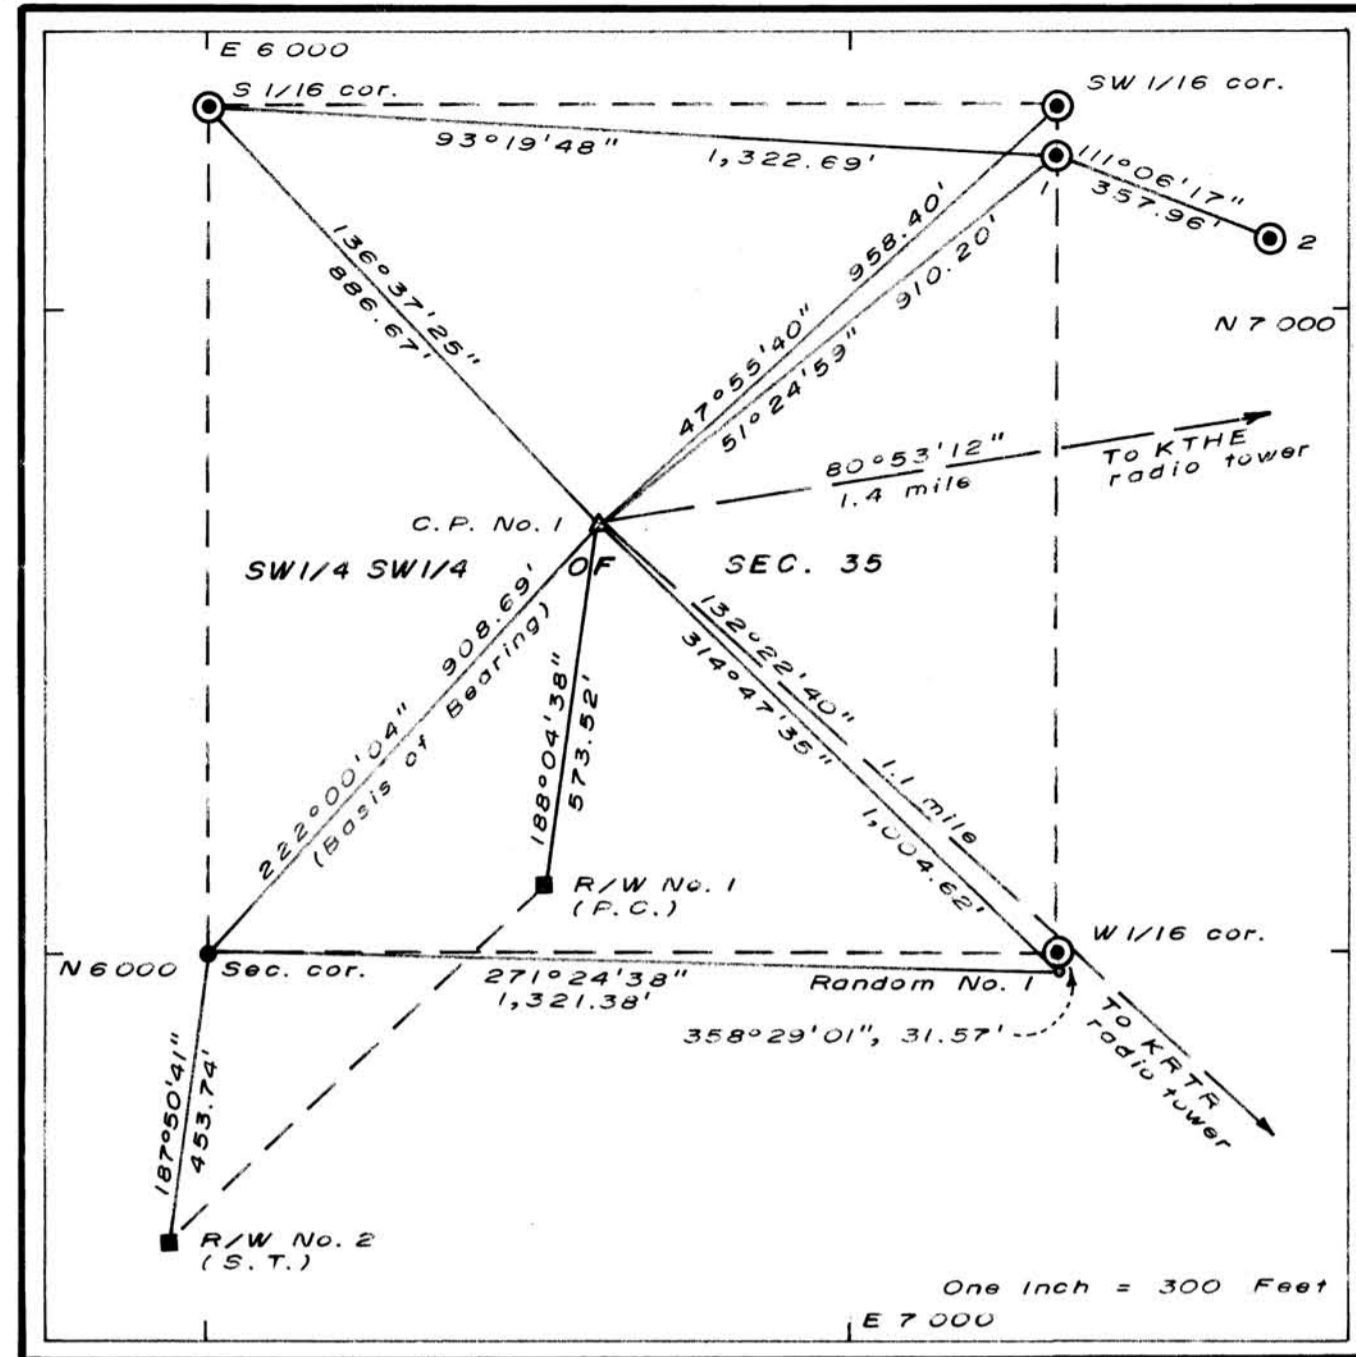 E 6 000
S 1/16 cor.
SW 1/16 cor.
93°19'48" 1,322.69'
1
111°06'17"
357.96'
2
136°37'25"
886.67'
958.40'
910.20'
N 7 000
47°55'40"
51°24'59"
80°53'12"
1.4 mile
To KTHE
radio tower
C.P. No. 1
SW1/4 SW1/4 OF SEC. 35
222°00'04" 908.69'
(Basis of Bearing)
188°04'38"
573.52'
132°22'40" 1.1 mile
314°47'35" 1,004.62'
R/W No. 1
(P.C.)
W 1/16 cor.
N 6 000
Sec. cor.
271°24'38"
1,321.38'
Random No. 1
358°29'01", 31.57'
To KRTR
radio tower
187°50'41"
453.74'
R/W No. 2
(S.T.)
One Inch = 300 Feet
E 7 000